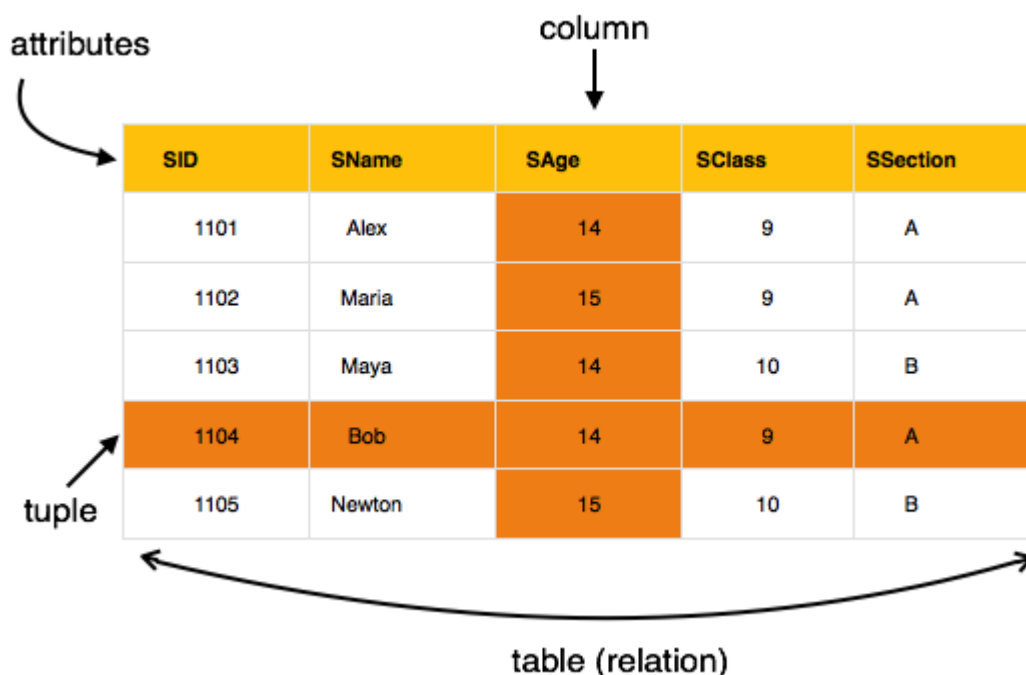 attributes
column
SID SName SAge SClass SSection
1101 Alex 14 9 A
1102 Maria 15 9 A
1103 Maya 14 10 B
1104 Bob 14 9 A
tuple
1105 Newton 15 10 B
table (relation)